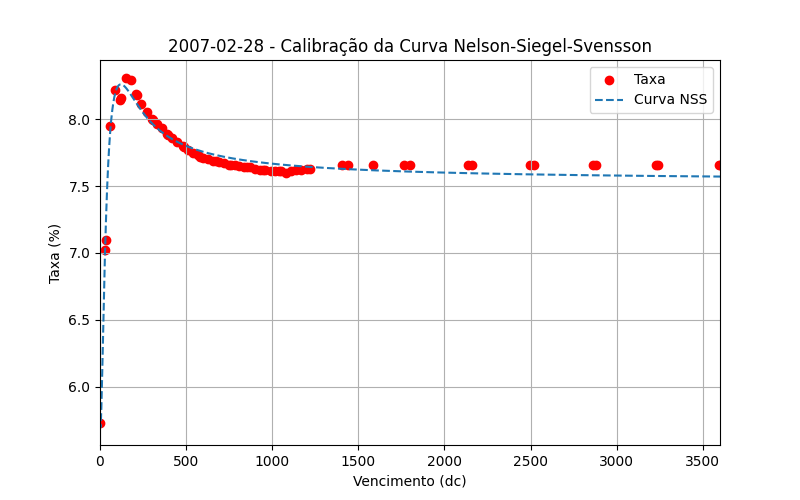 2007-02-28 - Calibração da Curva Nelson-Siegel-Svensson
Taxa
Curva NSS
Taxa (%)
8.0
7.5
7.0
6.5
6.0
0 500 1000 1500 2000 2500 3000 3500
Vencimento (dc)